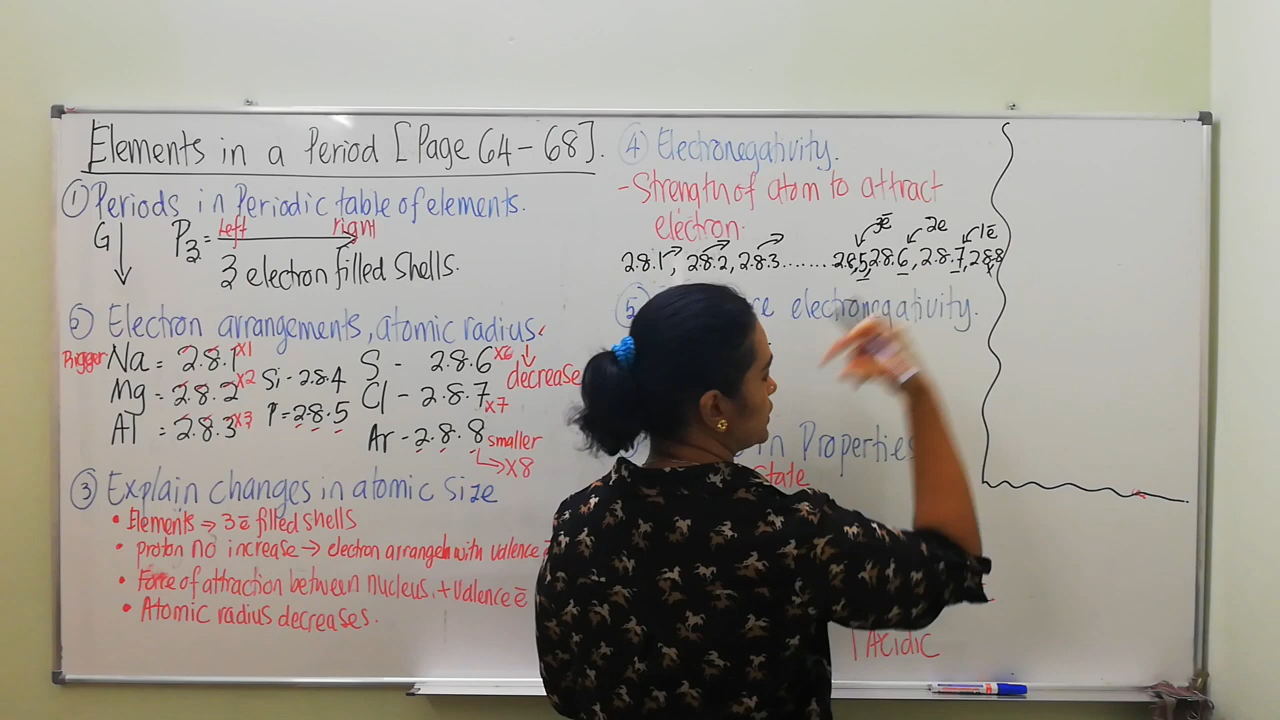 Elements in a Period [Page 64-68].
① Periods in Periodic table of elements.
G P3 = left right
3 electron filled shells.
② Electron arrangements, atomic radius
decrease
Bigger Na = 2.8.1 x1
Mg = 2.8.2 x2
Al = 2.8.3 x3
Si - 2.8.4
P = 2.8.5
S - 2.8.6 x6
Cl - 2.8.7 x7
Ar - 2.8.8 smaller
x8
③ Explain changes in atomic size
• Elements → 3ē filled shells
• proton no increase → electron arrangeh with valence ē
• Force of attraction between nucleus + valence ē
• Atomic radius decreases.
④ Electronegativity.
- Strength of atom to attract
electron.
3ē 2e 1ē
2.8.1, 2.8.2, 2.8.3........ 2.8.5, 2.8.6, 2.8.7, 2.8.8
⑤ electronegativity.
in Properties
state
Acidic